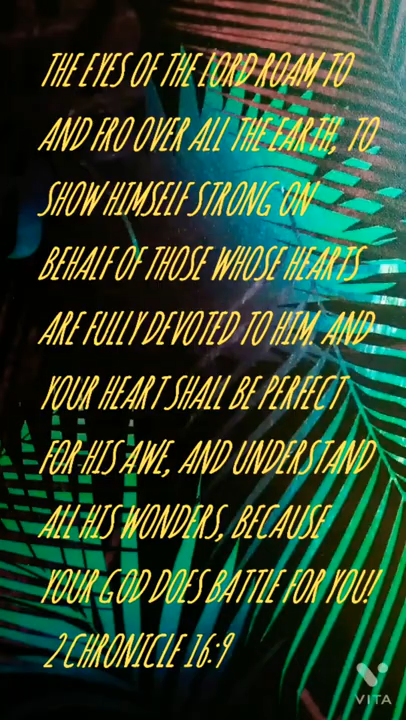 THE EYES OF THE LORD ROAM TO
AND FRO OVER ALL THE EARTH, TO
SHOW HIMSELF STRONG ON
BEHALF OF THOSE WHOSE HEARTS
ARE FULLY DEVOTED TO HIM. AND
YOUR HEART SHALL BE PERFECT
FOR HIS AWE, AND UNDERSTAND
ALL HIS WONDERS, BECAUSE
YOUR GOD DOES BATTLE FOR YOU!
2CHRONICLE 16:9
VITA